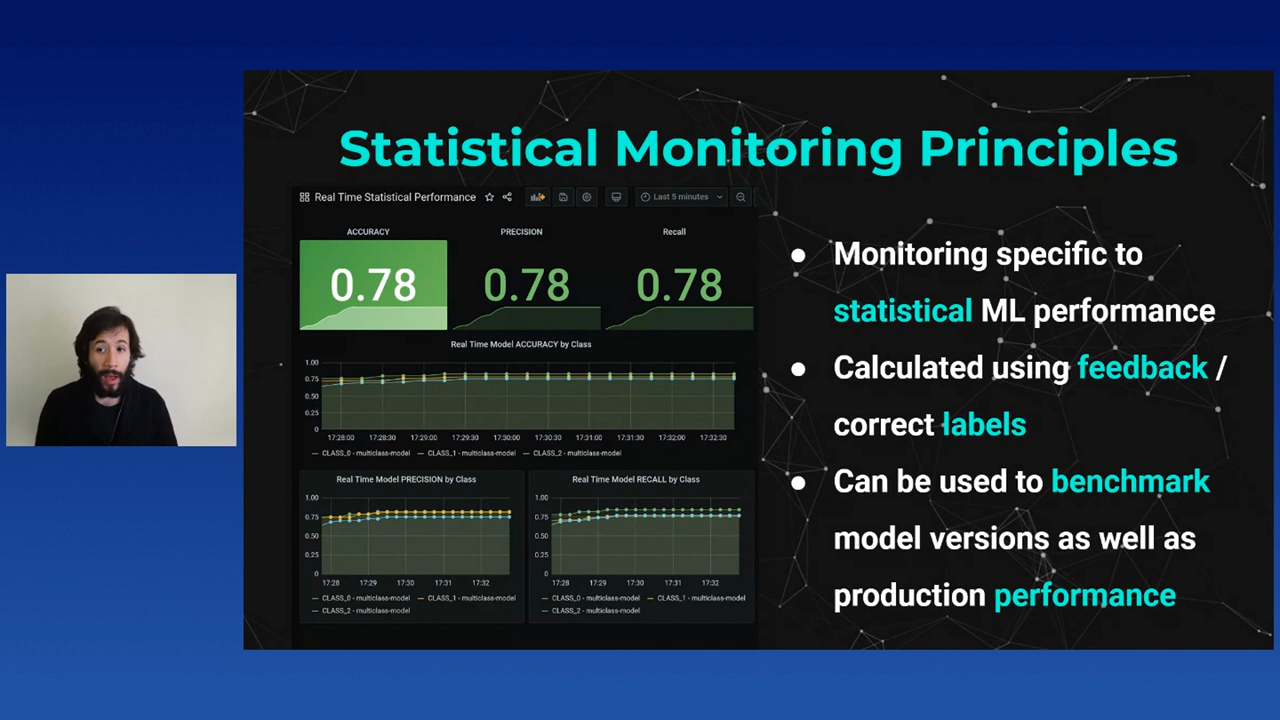 Statistical Monitoring Principles
Real Time Statistical Performance
Last 5 minutes
ACCURACY
PRECISION
Recall
0.78
0.78
0.78
Real Time Model ACCURACY by Class
1.00
0.75
0.50
0.25
0
17:28:00 17:28:30 17:29:00 17:29:30 17:30:00 17:30:30 17:31:00 17:31:30 17:32:00 17:32:30
CLASS_0 - multiclass-model CLASS_1 - multiclass-model CLASS_2 - multiclass-model
Real Time Model PRECISION by Class
1.00
0.75
0.50
0.25
0
17:28 17:29 17:30 17:31 17:32
CLASS_0 - multiclass-model CLASS_1 - multiclass-model
CLASS_2 - multiclass-model
Real Time Model RECALL by Class
1.00
0.75
0.50
0.25
0
17:28 17:29 17:30 17:31 17:32
CLASS_0 - multiclass-model CLASS_1 - multiclass-model
CLASS_2 - multiclass-model
● Monitoring specific to
statistical ML performance
● Calculated using feedback /
correct labels
● Can be used to benchmark
model versions as well as
production performance